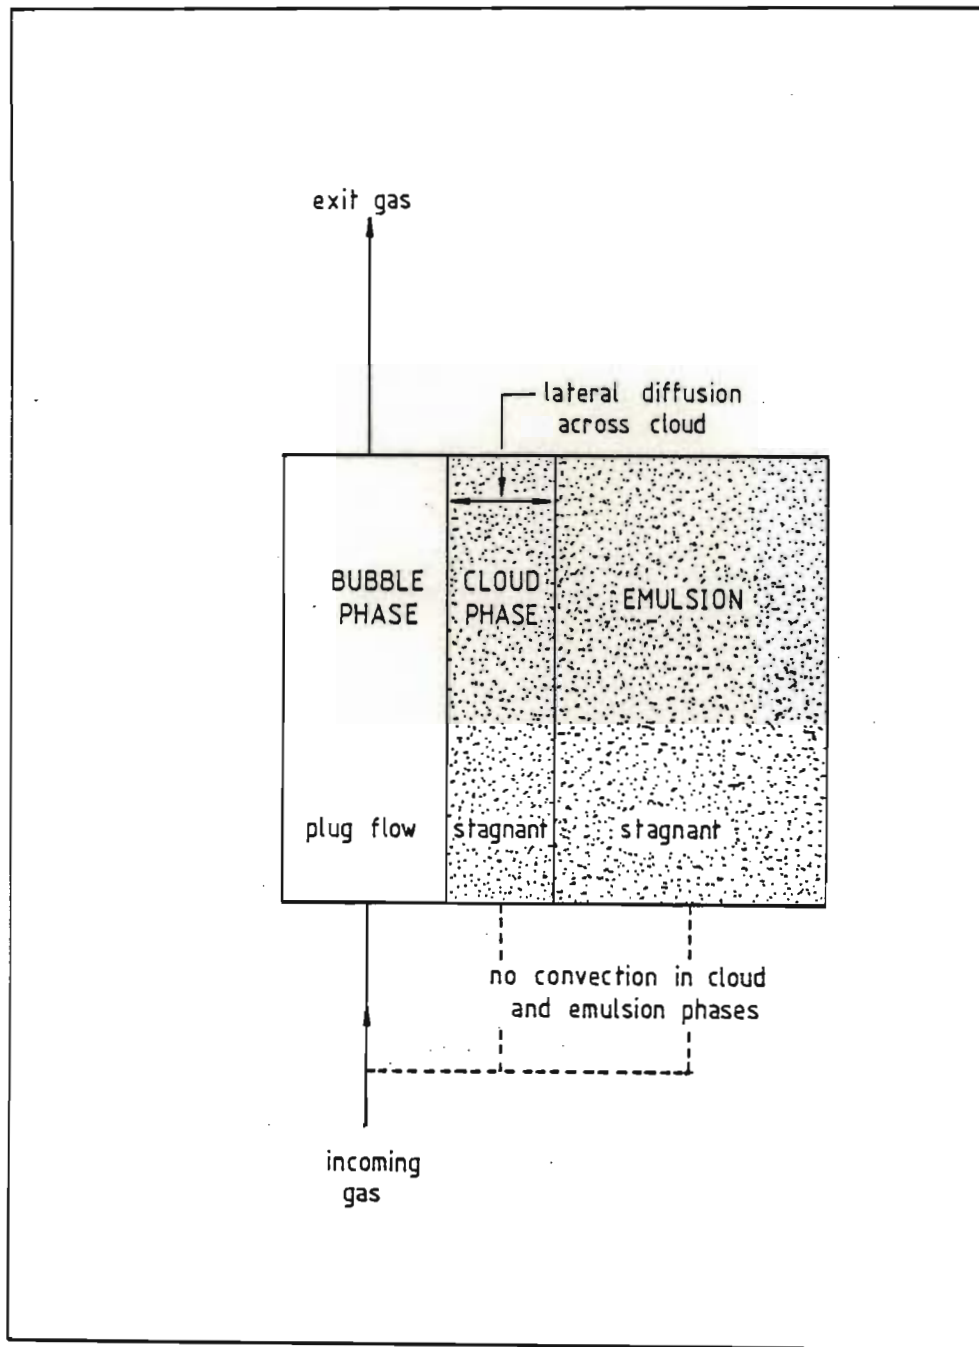 exit gas
lateral diffusion
across cloud
BUBBLE
PHASE
CLOUD
PHASE
EMULSION
plug flow
stagnant
stagnant
no convection in cloud
and emulsion phases
incoming
gas